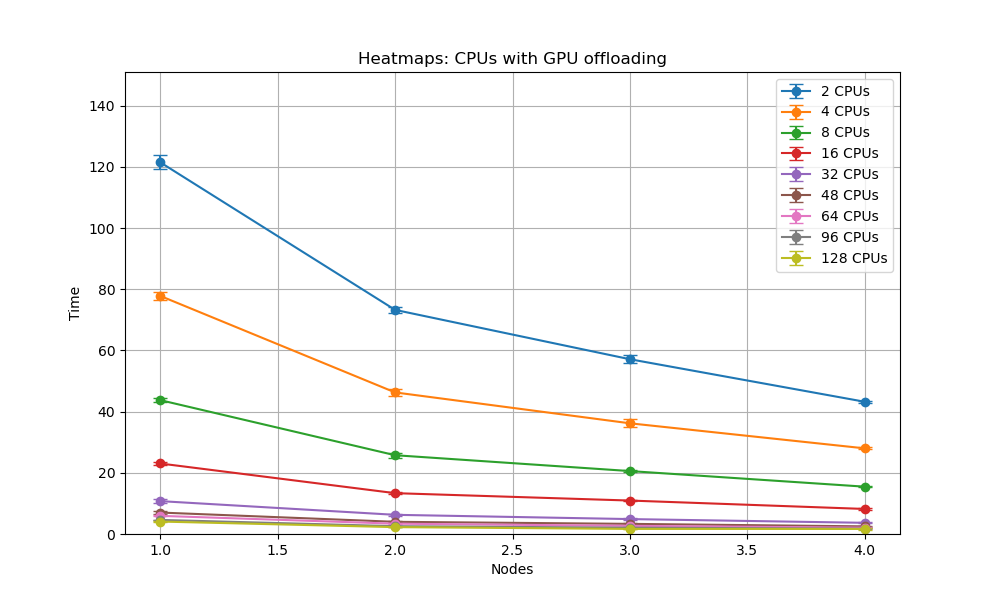 Heatmaps: CPUs with GPU offloading
140
120
100
80
60
40
20
0
Time
1.0
1.5
2.0
2.5
3.0
3.5
4.0
Nodes
2 CPUs
4 CPUs
8 CPUs
16 CPUs
32 CPUs
48 CPUs
64 CPUs
96 CPUs
128 CPUs